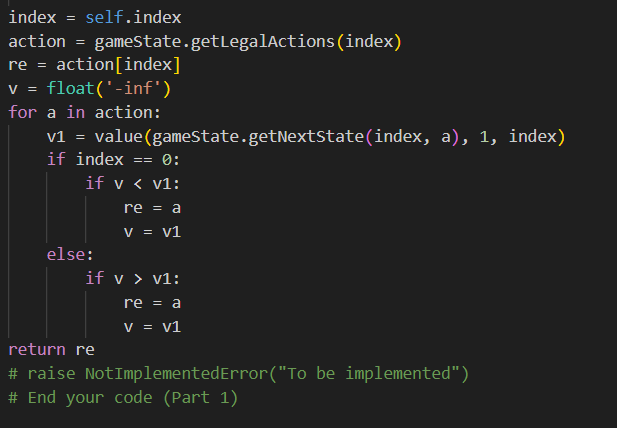 index = self.index
action = gameState.getLegalActions(index)
re = action[index]
v = float('-inf')
for a in action:
    v1 = value(gameState.getNextState(index, a), 1, index)
    if index == 0:
        if v < v1:
            re = a
            v = v1
    else:
        if v > v1:
            re = a
            v = v1
return re
# raise NotImplementedError("To be implemented")
# End your code (Part 1)